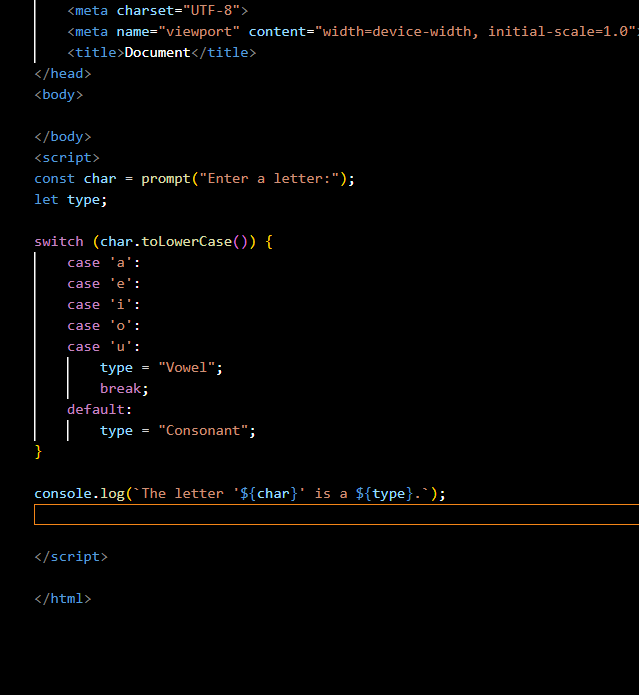 <meta charset="UTF-8">
<meta name="viewport" content="width=device-width, initial-scale=1.0"
<title>Document</title>
</head>
<body>
</body>
<script>
const char = prompt("Enter a letter:");
let type;
switch (char.toLowerCase()) {
case 'a':
case 'e':
case 'i':
case 'o':
case 'u':
type = "Vowel";
break;
default:
type = "Consonant";
}
console.log(`The letter '${char}' is a ${type}.`);
</script>
</html>